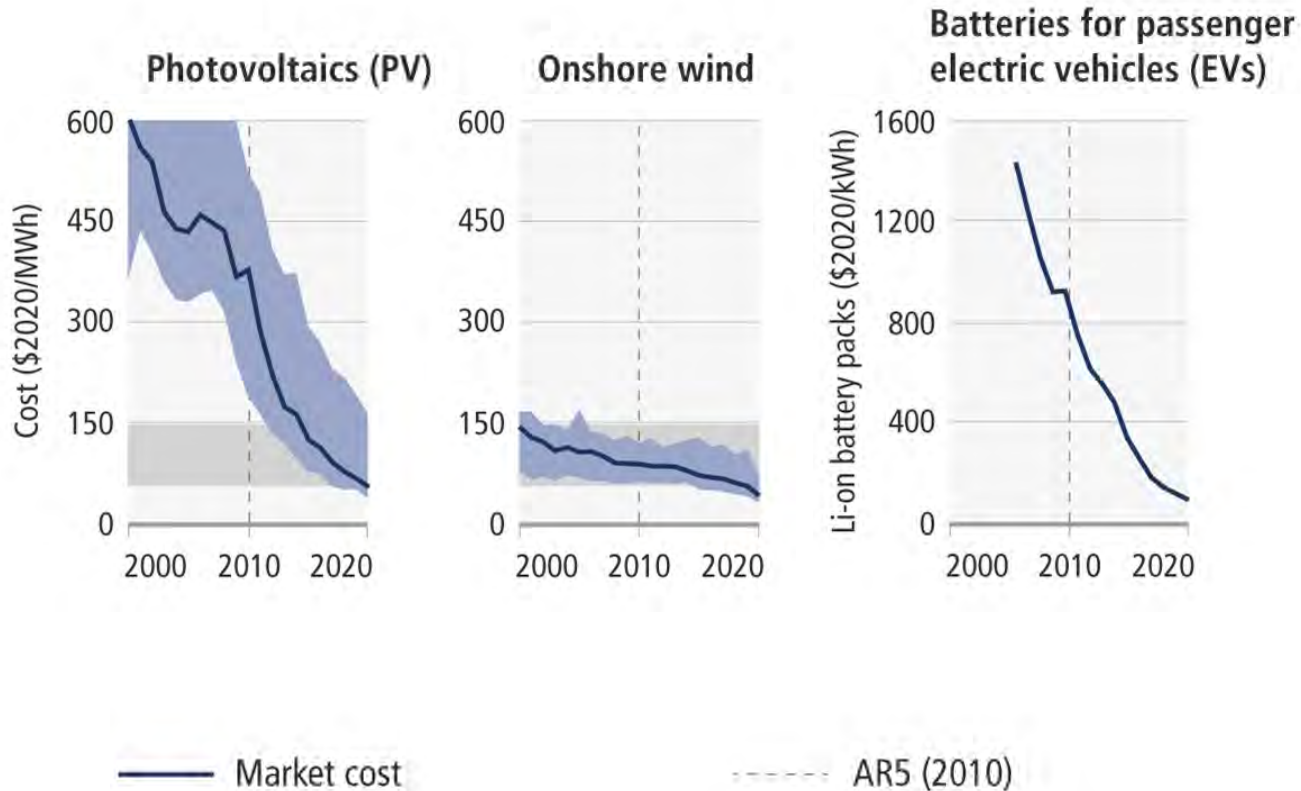 Photovoltaics (PV)
Onshore wind
Batteries for passenger
electric vehicles (EVs)
Cost ($2020/MWh)
600
450
300
150
0
2000 2010 2020
600
450
300
150
0
2000 2010 2020
Li-on battery packs ($2020/kWh)
1600
1200
800
400
0
2000 2010 2020
Market cost
AR5 (2010)